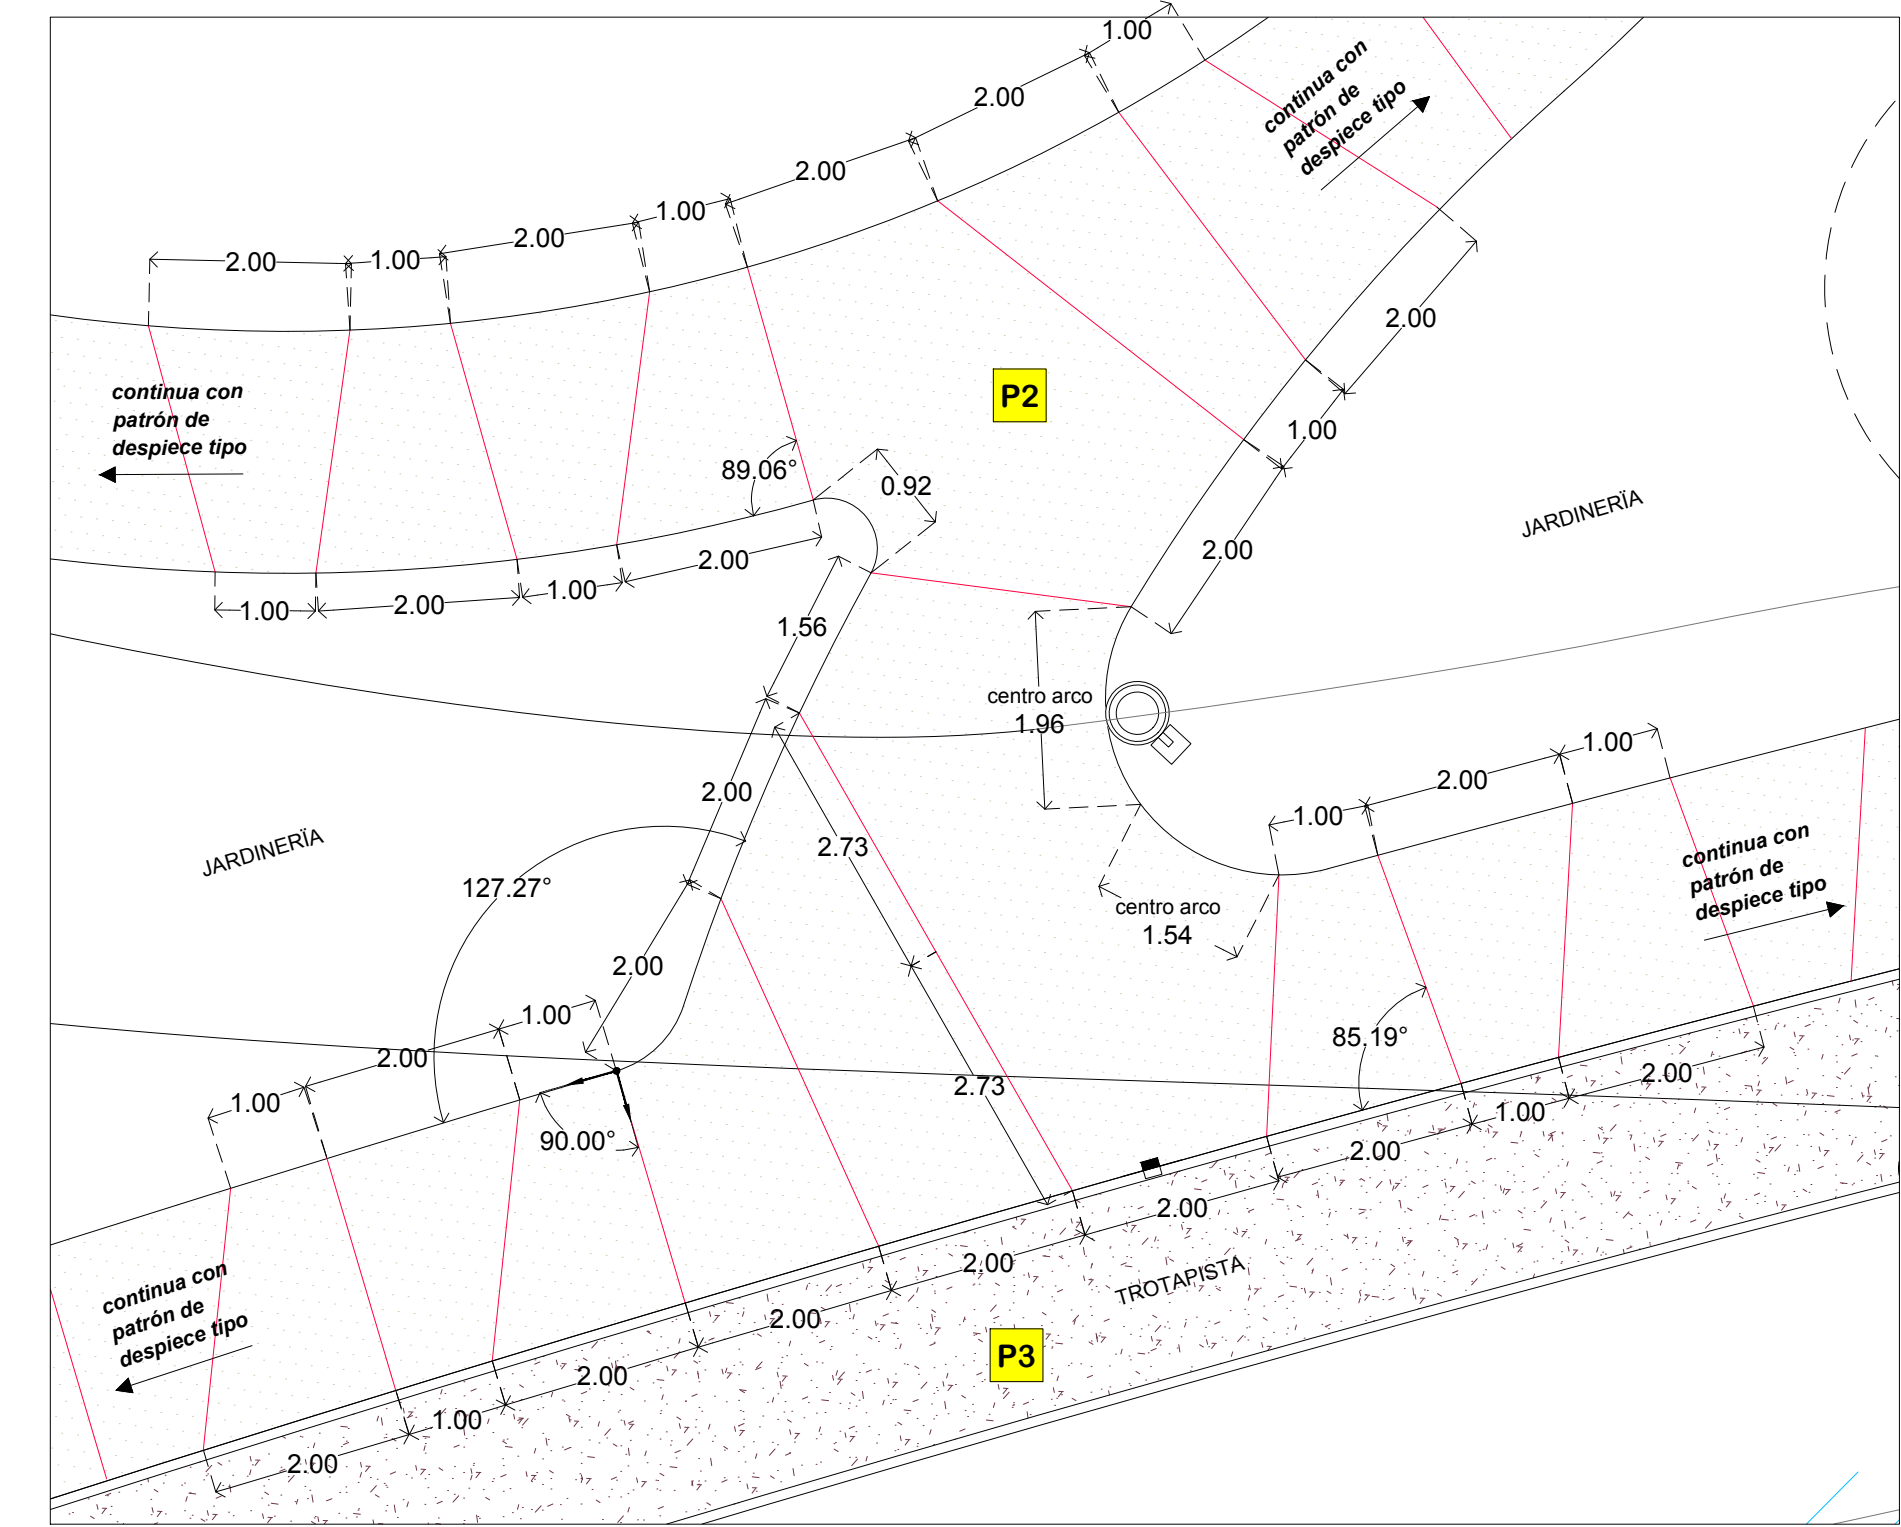 1.00
2.00
2.00
1.00
2.00
1.00
2.00
continua con
patrón de
despiece tipo
2.00
1.00
2.00
continua con
patrón de
despiece tipo
P2
89.06°
0.92
2.00
1.00
2.00
1.00
1.56
JARDINERÏA
centro arco
1.96
2.00
2.73
127.27°
JARDINERÏA
1.00
2.00
1.00
continua con
patrón de
despiece tipo
centro arco
1.54
2.00
1.00
2.00
1.00
90.00°
2.73
85.19°
2.00
1.00
2.00
2.00
2.00
2.00
2.00
1.00
2.00
TROTAPISTA
P3
continua con
patrón de
despiece tipo